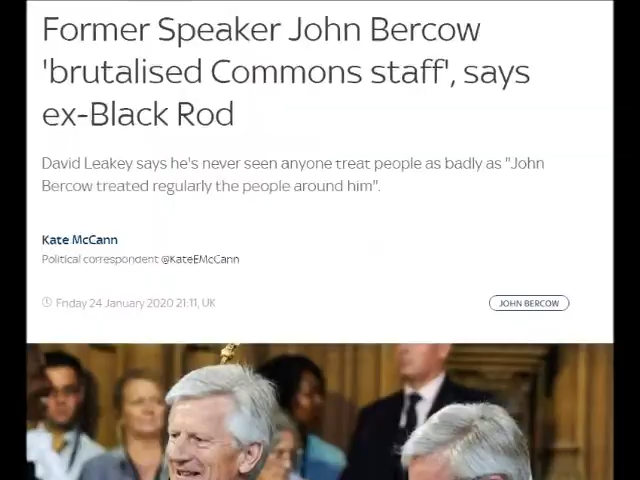 Former Speaker John Bercow
'brutalised Commons staff', says
ex-Black Rod
David Leakey says he's never seen anyone treat people as badly as "John
Bercow treated regularly the people around him".
Kate McCann
Political correspondent @KateEMcCann
Friday 24 January 2020 21:11, UK
JOHN BERCOW